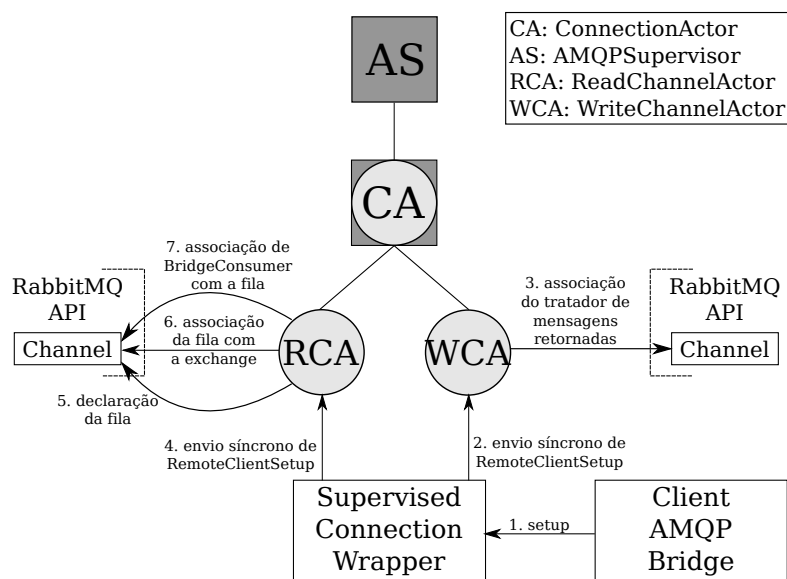 AS
CA: ConnectionActor
AS: AMQPSupervisor
RCA: ReadChannelActor
WCA: WriteChannelActor
CA
7. associação de
BridgeConsumer
com a fila
RabbitMQ
API
Channel
6. associação
da fila com
a exchange
5. declaração
da fila
RCA
WCA
3. associação
do tratador de
mensagens
retornadas
RabbitMQ
API
Channel
4. envio síncrono de
RemoteClientSetup
2. envio síncrono de
RemoteClientSetup
Supervised
Connection
Wrapper
1. setup
Client
AMQP
Bridge